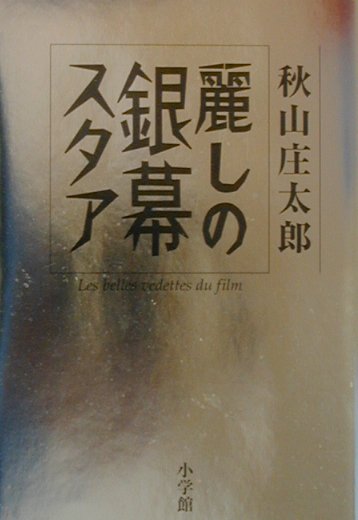 秋山庄太郎
麗しの
銀幕
スタア
Les belles vedettes du film
小学館